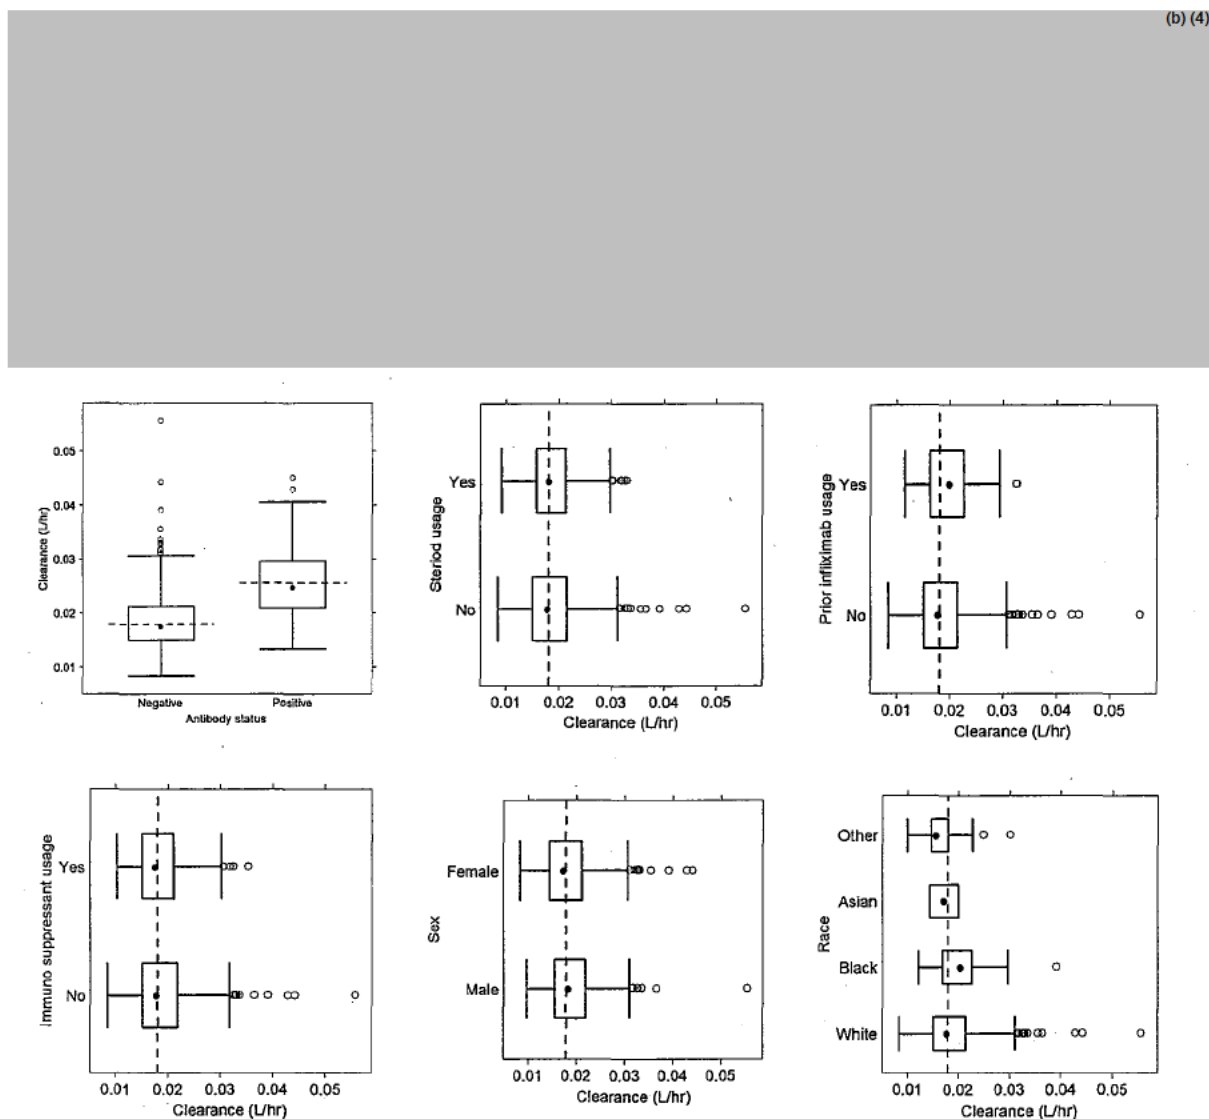 (b) (4)
0.05
0.04
0.03
0.02
0.01
Clearance (L/hr)
Negative Positive
Antibody status
Steriod usage
Yes
No
0.01 0.02 0.03 0.04 0.05
Clearance (L/hr)
Prior infliximab usage
Yes
No
0.01 0.02 0.03 0.04 0.05
Clearance (L/hr)
Immuno suppressant usage
Yes
No
0.01 0.02 0.03 0.04 0.05
Clearance (L/hr)
Sex
Female
Male
0.01 0.02 0.03 0.04 0.05
Clearance (L/hr)
Race
Other
Asian
Black
White
0.01 0.02 0.03 0.04 0.05
Clearance (L/hr)